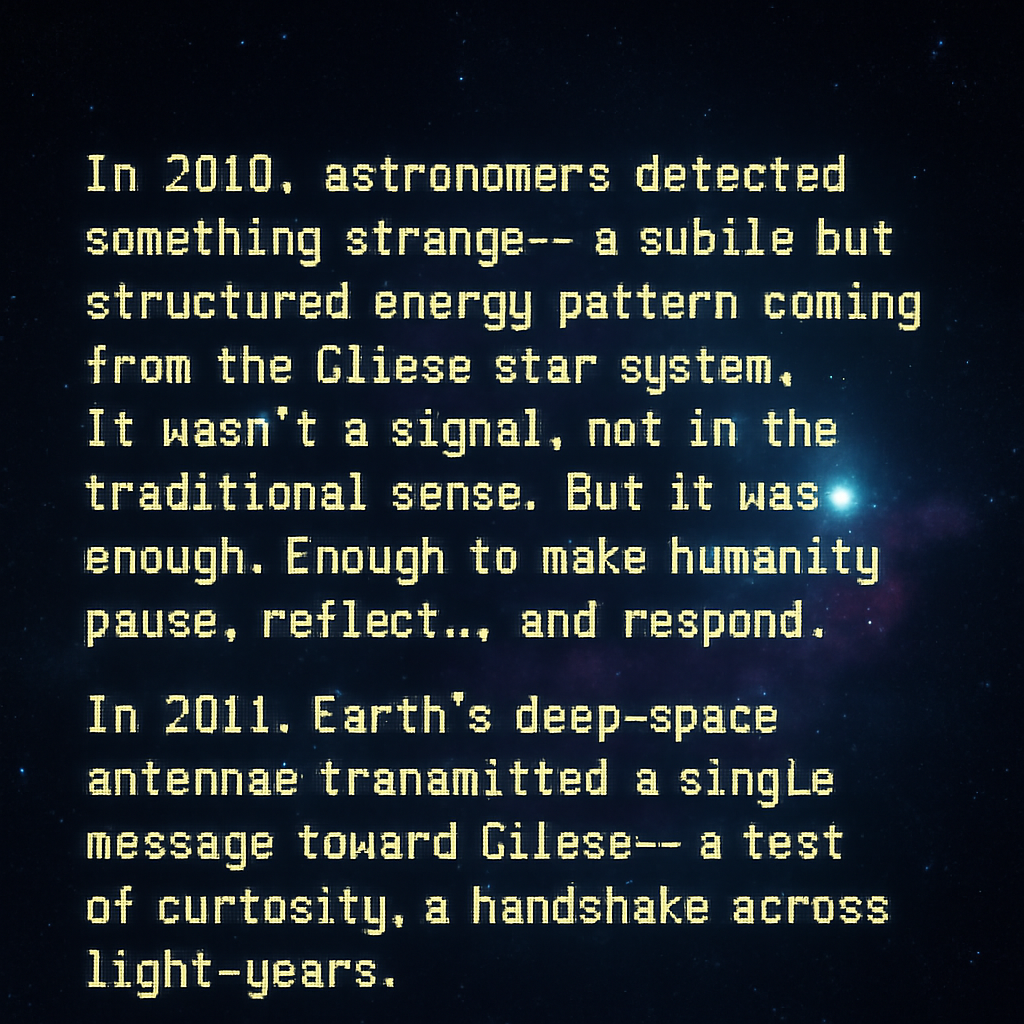 In 2010, astronomers detected
something strange-- a subile but
structured energy pattern coming
from the Gliese star system,
It wasn't a signal, not in the
traditional sense. But it was
enough. Enough to make humanity
pause, reflect.., and respond.
In 2011. Earth's deep-space
antennae tranamitted a singLe
message toward Gilese-- a test
of curtosity, a handshake across
light-years.